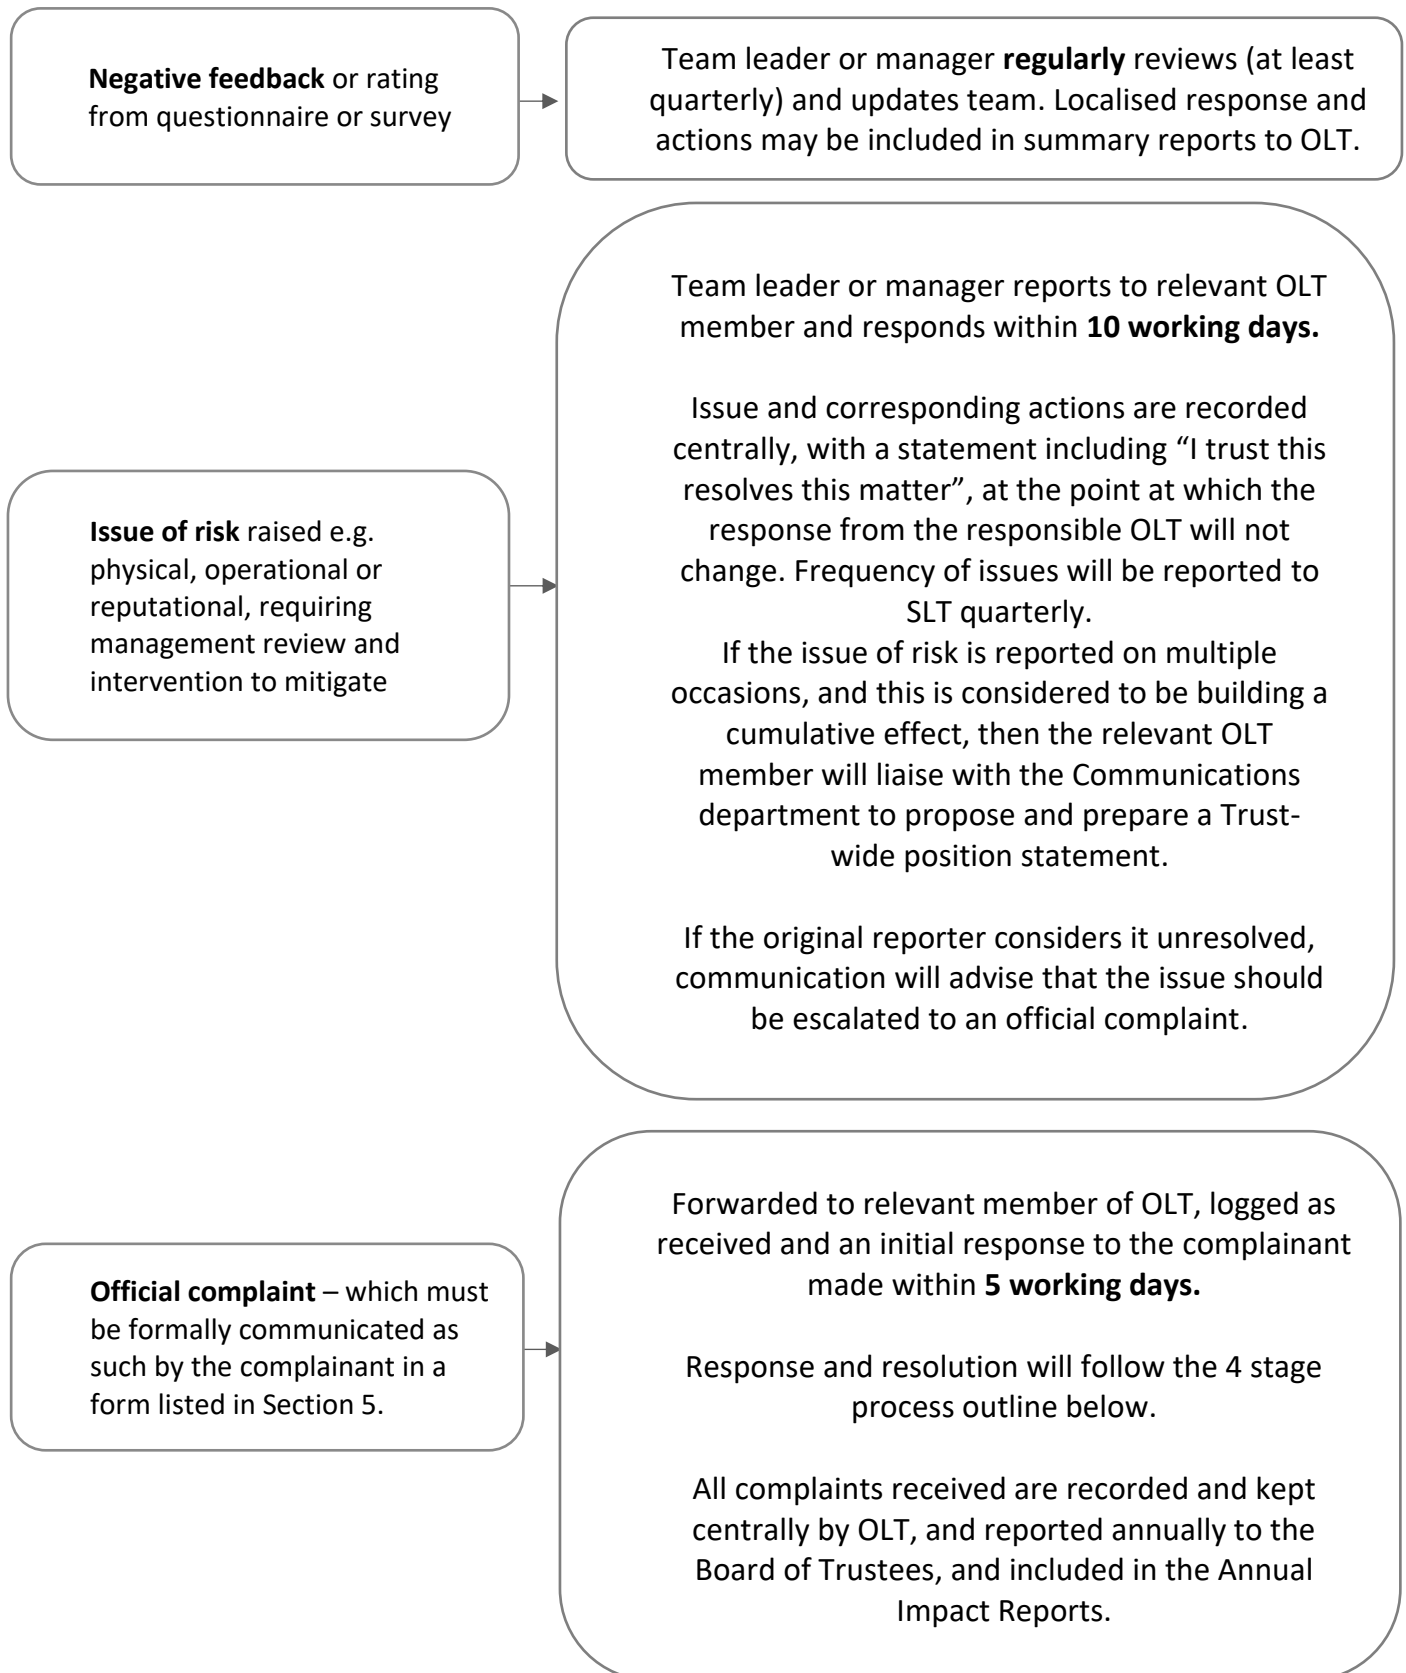 Negative feedback or rating
from questionnaire or survey
Team leader or manager regularly reviews (at least
quarterly) and updates team. Localised response and
actions may be included in summary reports to OLT.
Issue of risk raised e.g.
physical, operational or
reputational, requiring
management review and
intervention to mitigate
Team leader or manager reports to relevant OLT
member and responds within 10 working days.
Issue and corresponding actions are recorded
centrally, with a statement including “I trust this
resolves this matter”, at the point at which the
response from the responsible OLT will not
change. Frequency of issues will be reported to
SLT quarterly.
If the issue of risk is reported on multiple
occasions, and this is considered to be building a
cumulative effect, then the relevant OLT
member will liaise with the Communications
department to propose and prepare a Trust-
wide position statement.
If the original reporter considers it unresolved,
communication will advise that the issue should
be escalated to an official complaint.
Official complaint – which must
be formally communicated as
such by the complainant in a
form listed in Section 5.
Forwarded to relevant member of OLT, logged as
received and an initial response to the complainant
made within 5 working days.
Response and resolution will follow the 4 stage
process outline below.
All complaints received are recorded and kept
centrally by OLT, and reported annually to the
Board of Trustees, and included in the Annual
Impact Reports.